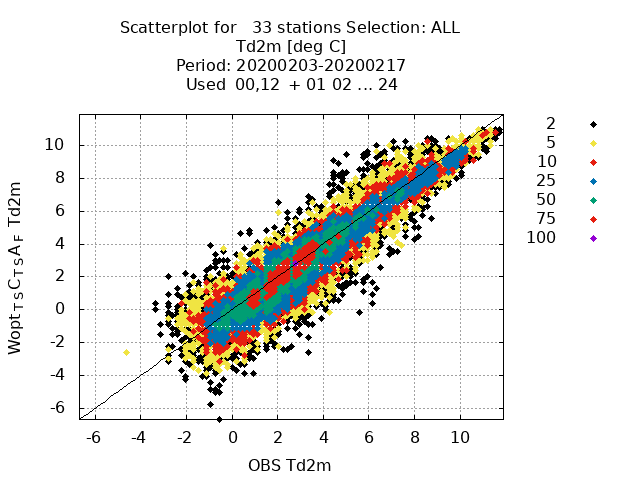 Scatterplot for 33 stations Selection: ALL
Td2m [deg C]
Period: 20200203-20200217
Used 00,12 + 01 02 ... 24
2
5
10
25
50
75
100
10
8
6
4
2
0
-2
-4
-6
Wopt T S C T S A F Td2m
-6 -4 -2 0 2 4 6 8 10
OBS Td2m